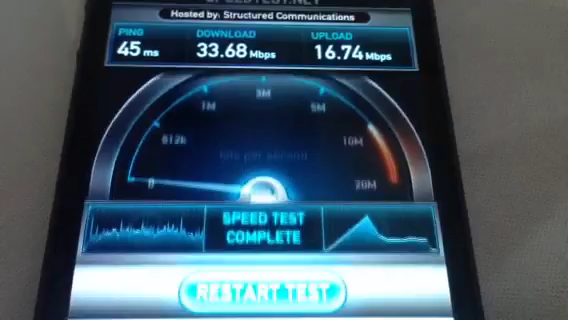 SPEEDTEST.NET
Hosted by: Structured Communications
PING DOWNLOAD UPLOAD
45 ms 33.68 Mbps 16.74 Mbps
3M
1M 5M
512k 10M
0 20M
SPEED TEST
COMPLETE
RESTART TEST